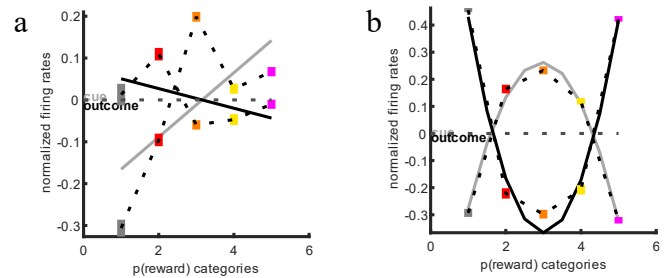 a
normalized firing rates
0.2
0.1
0
-0.1
-0.2
-0.3
cue
outcome
0 2 4 6
p(reward) categories
b
normalized firing rates
0.4
0.3
0.2
0.1
0
-0.1
-0.2
-0.3
cue
outcome
0 2 4 6
p(reward) categories